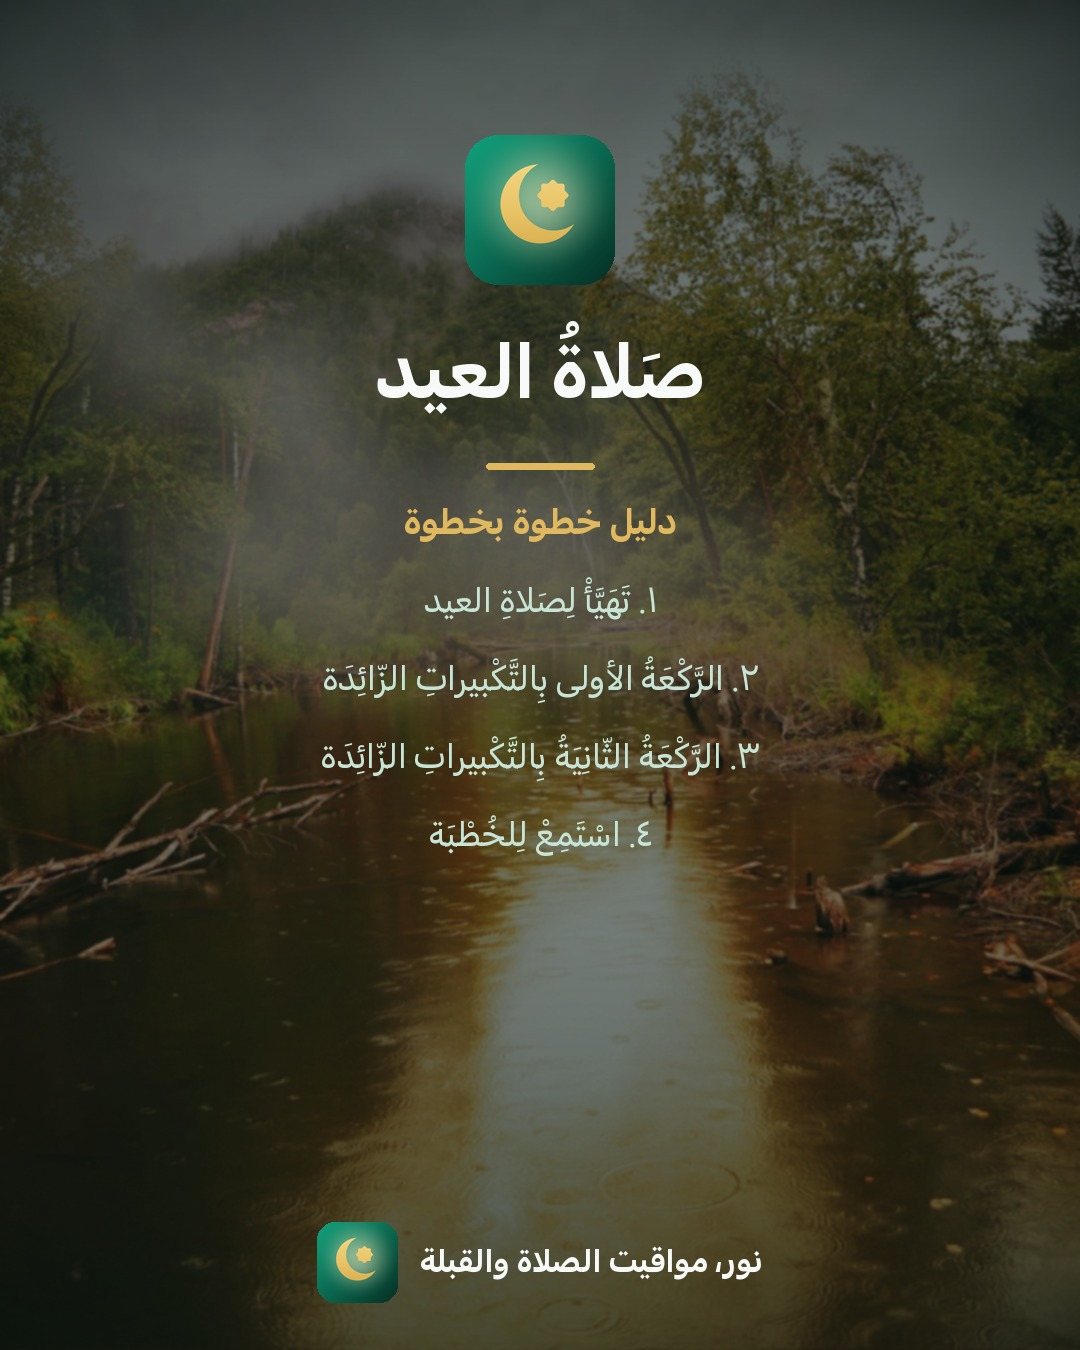 صَلاةُ العيد
دليل خطوة بخطوة
١. تَهَيَّأْ لِصَلاةِ العيد
٢. الرَّكْعَةُ الأولى بِالتَّكْبيراتِ الزّائِدَة
٣. الرَّكْعَةُ الثّانِيَةُ بِالتَّكْبيراتِ الزّائِدَة
٤. اسْتَمِعْ لِلخُطْبَة
نور، مواقيت الصلاة والقبلة